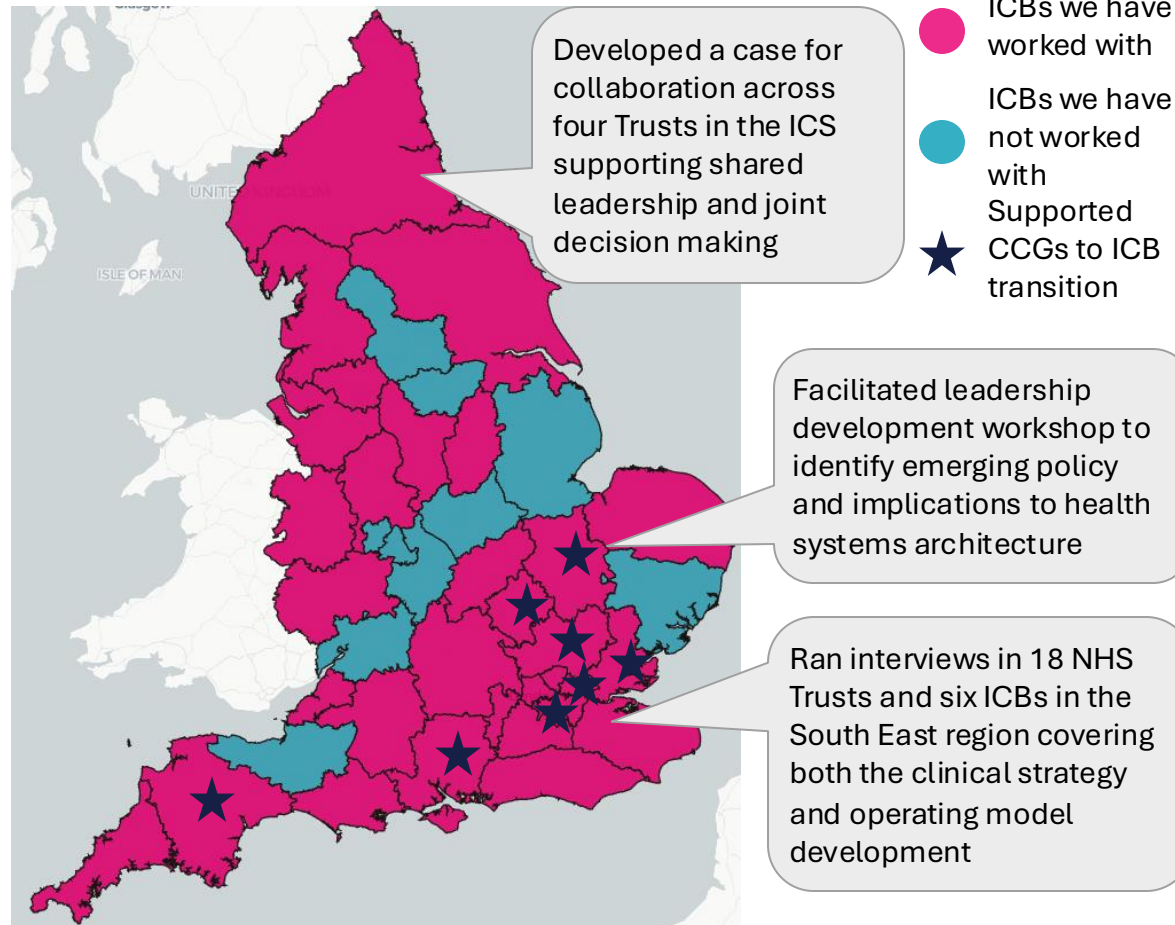 Glasgow
UNITED KINGDOM
ISLE OF MAN
Developed a case for
collaboration across
four Trusts in the ICS
supporting shared
leadership and joint
decision making
ICBs we have
worked with
ICBs we have
not worked
with
Supported
CCGs to ICB
transition
Facilitated leadership
development workshop to
identify emerging policy
and implications to health
systems architecture
Ran interviews in 18 NHS
Trusts and six ICBs in the
South East region covering
both the clinical strategy
and operating model
development